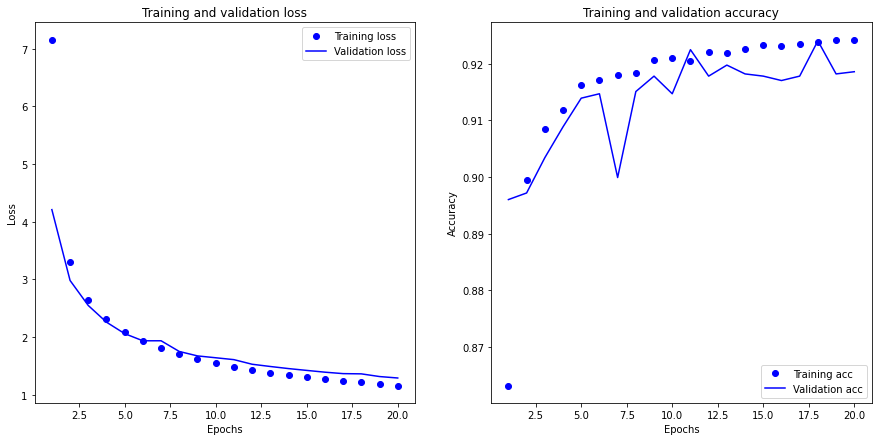 Training and validation loss
Training loss
Validation loss
7
6
5
4
3
2
1
Loss
2.5 5.0 7.5 10.0 12.5 15.0 17.5 20.0
Epochs
Training and validation accuracy
0.92
0.91
0.90
0.89
0.88
0.87
Accuracy
Training acc
Validation acc
2.5 5.0 7.5 10.0 12.5 15.0 17.5 20.0
Epochs